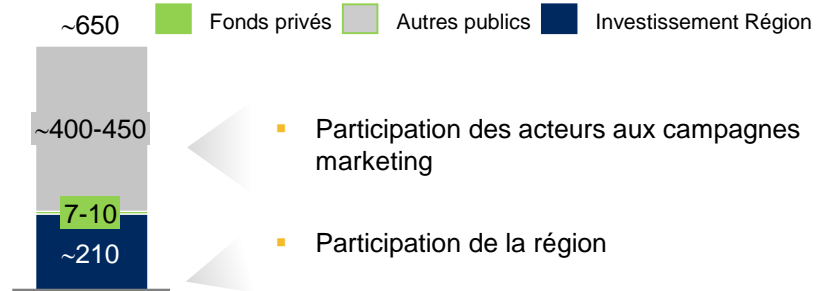 ~650
Fonds privés
Autres publics
Investissement Région
~400-450
▪ Participation des acteurs aux campagnes
marketing
7-10
~210
▪ Participation de la région